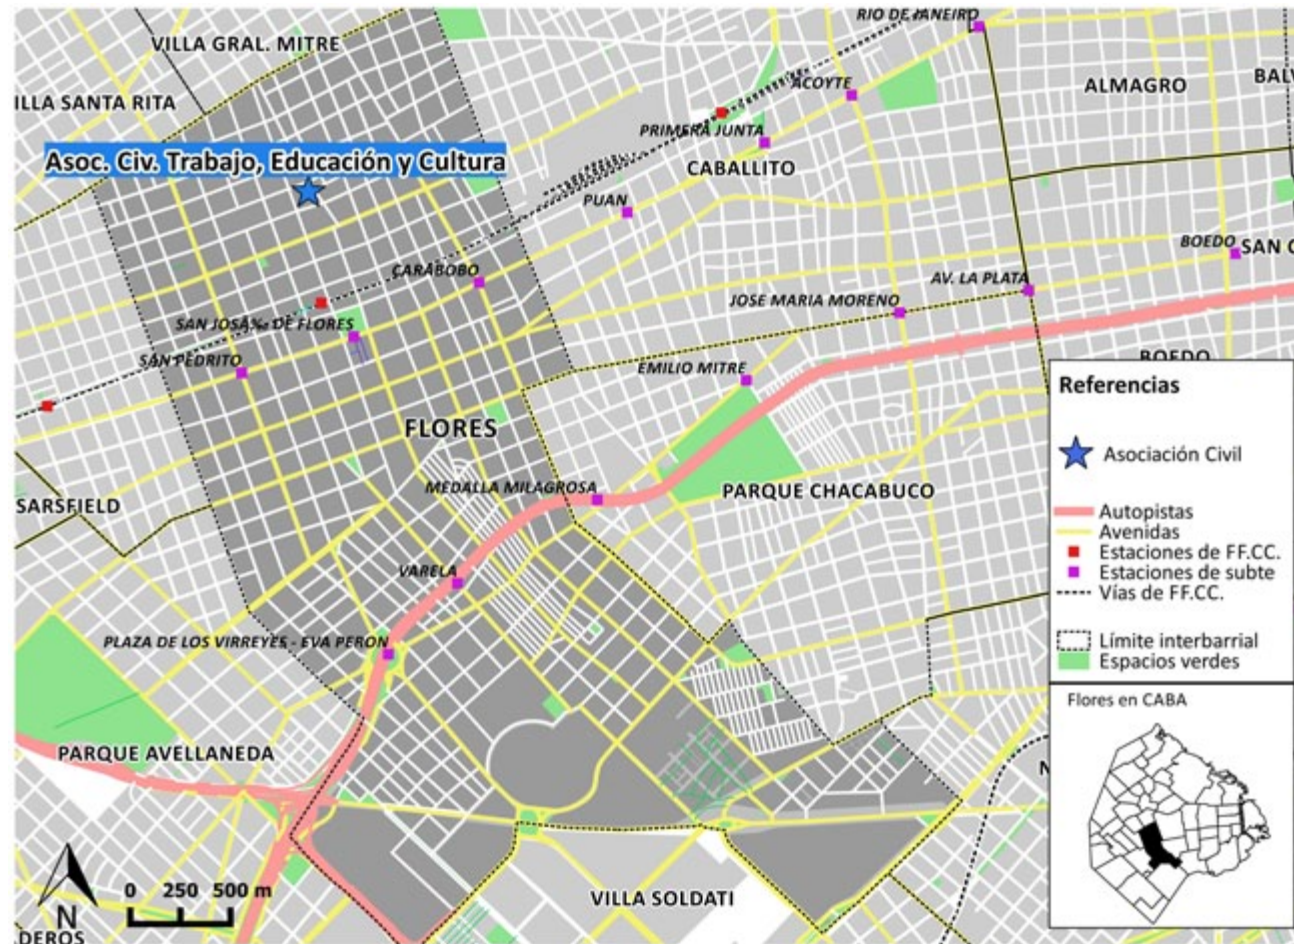 RIO DE JANEIRO
VILLA GRAL. MITRE
ACOYTE
ALMAGRO
BALV
ILLA SANTA RITA
PRIMERA JUNTA
Asoc. Civ. Trabajo, Educación y Cultura
CABALLITO
PUAN
BOEDO
SAN C
CARABOBO
AV. LA PLATA
JOSE MARIA MORENO
SAN JOSÃ‰ DE FLORES
SAN PEDRITO
EMILIO MITRE
BOEDO
FLORES
MEDALLA MILAGROSA
PARQUE CHACABUCO
SARSFIELD
VARELA
PLAZA DE LOS VIRREYES - EVA PERON
PARQUE AVELLANEDA
N
VILLA SOLDATI
DEROS
Referencias
Asociación Civil
Autopistas
Avenidas
Estaciones de FF.CC.
Estaciones de subte
Vías de FF.CC.
Límite interbarrial
Espacios verdes
Flores en CABA
0 250 500 m
N